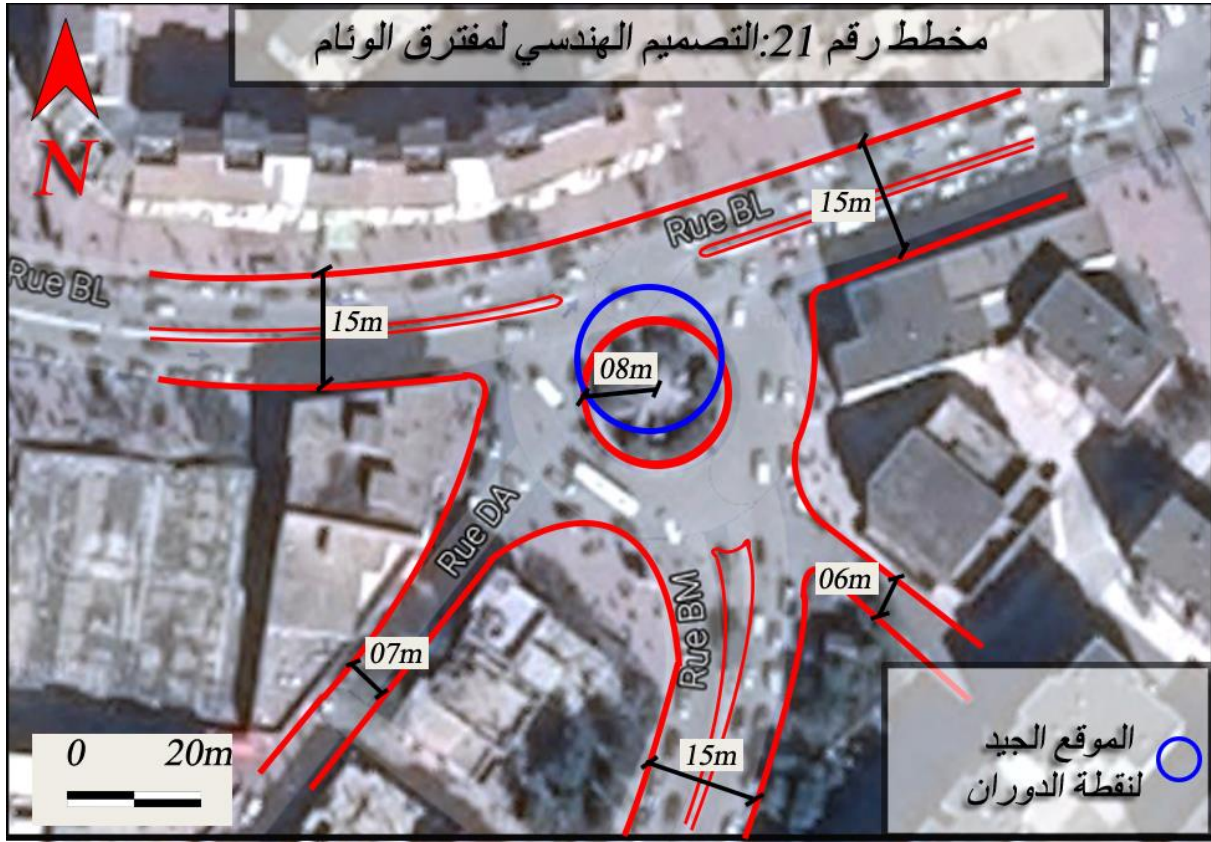 مخطط رقم 21:التصميم الهندسي لمفترق الوئام
N
Rue BL
15m
Rue BL
15m
08m
Rue DA
Rue BM
06m
07m
15m
0 20m
الموقع الجيد
لنقطة الدوران